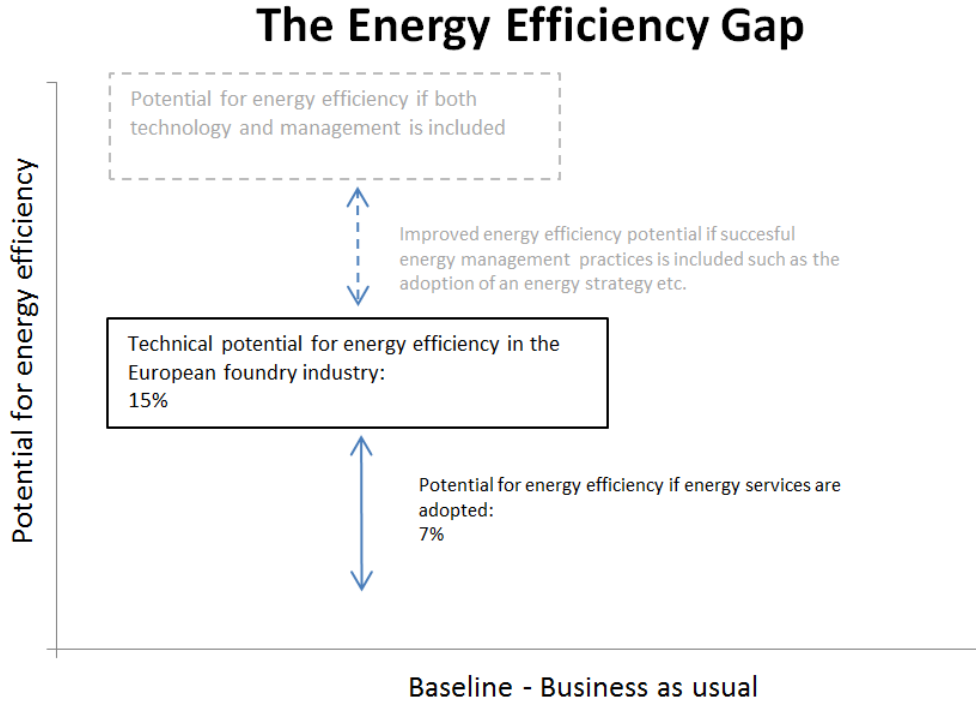 The Energy Efficiency Gap
Potential for energy efficiency if both
technology and management is included
Improved energy efficiency potential if succesful
energy management practices is included such as the
adoption of an energy strategy etc.
Technical potential for energy efficiency in the
European foundry industry:
15%
Potential for energy efficiency if energy services are
adopted:
7%
Potential for energy efficiency
Baseline - Business as usual